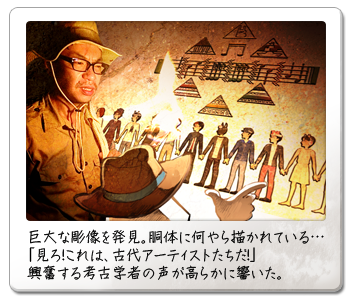 巨大な彫像を発見。胴体に何やら描かれている…
「見ろ!これは、古代アーティストたちだ!」
興奮する考古学者の声が高らかに響いた。